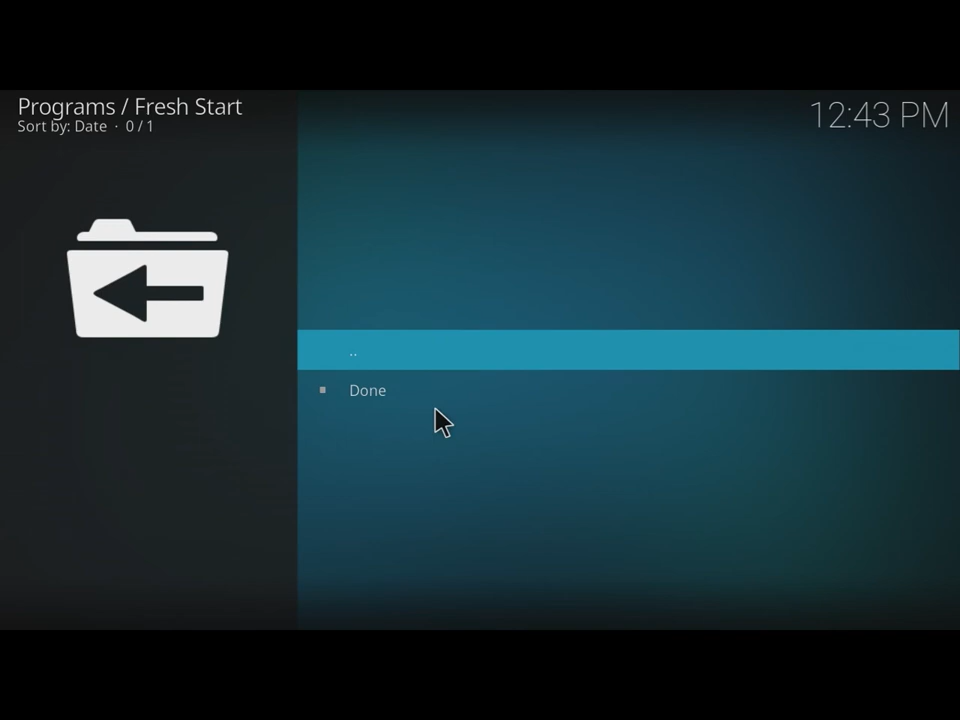 Programs / Fresh Start
Sort by: Date · 0 / 1
12:43 PM
..
Done